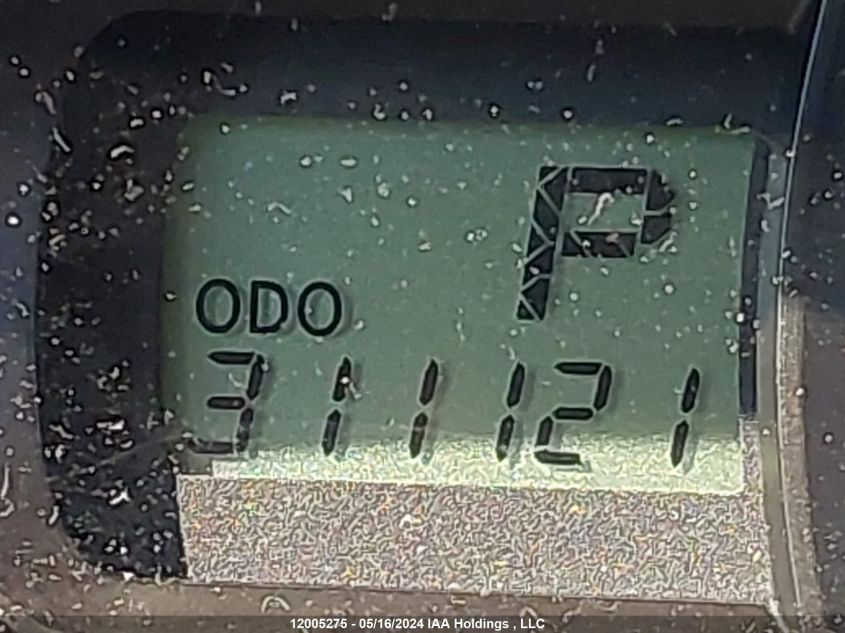 P
ODO
311121
12005275 - 05/16/2024 IAA Holdings , LLC